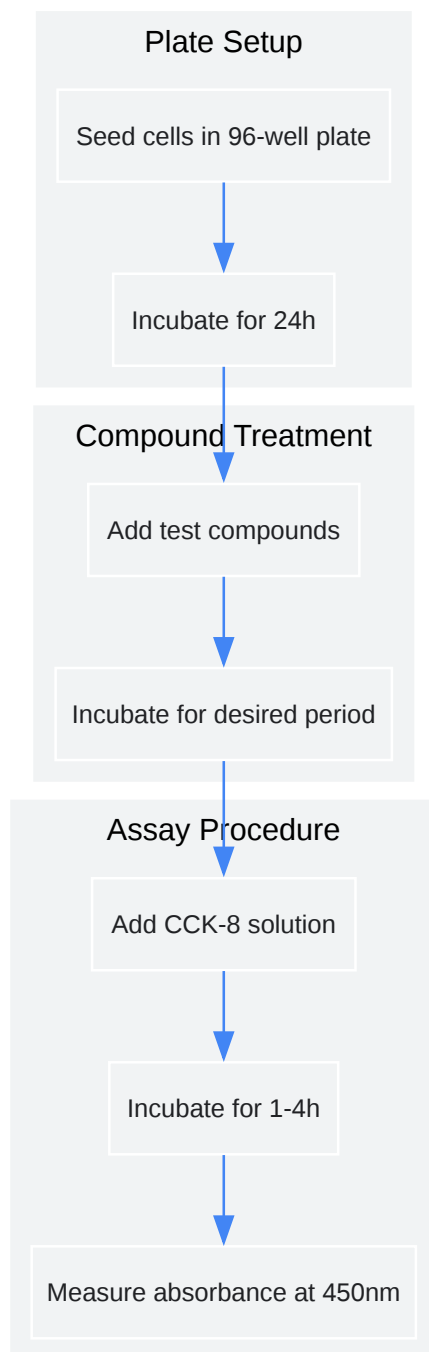 Plate Setup
Seed cells in 96-well plate
Incubate for 24h
Compound Treatment
Add test compounds
Incubate for desired period
Assay Procedure
Add CCK-8 solution
Incubate for 1-4h
Measure absorbance at 450nm